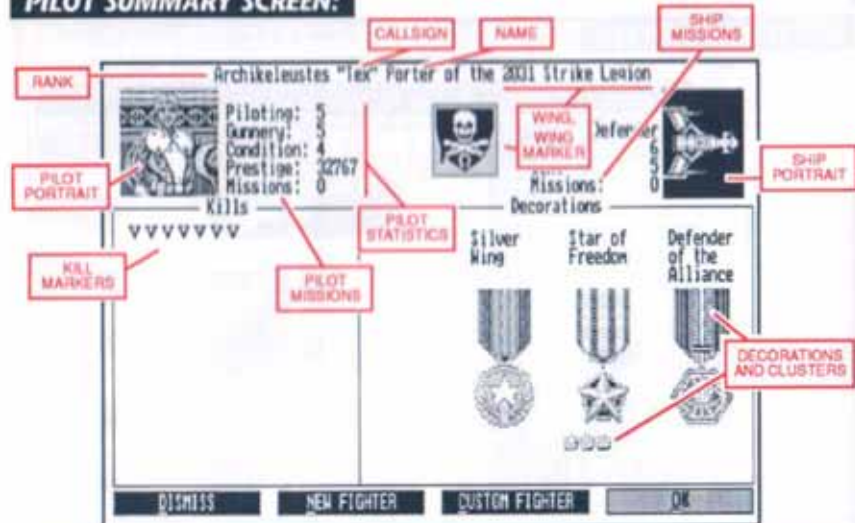 PILOT SUMMARY SCREEN:
CALLSIGN
NAME
SHIP
MISSIONS
RANK
Archikeleustes "Tex" Porter of the 2031 Strike Legion
Piloting: 5
Gunnery: 5
Condition: 4
Prestige: 32767
Missions: 0
WING,
WING
MARKER
Defender
6
5
Missions: 0
PILOT
PORTRAIT
SHIP
PORTRAIT
Kills
PILOT
STATISTICS
Decorations
V V V V V V V
KILL
MARKERS
PILOT
MISSIONS
Silver
Wing
Star of
Freedom
Defender
of the
Alliance
DECORATIONS
AND CLUSTERS
DISMISS
NEW FIGHTER
CUSTOM FIGHTER
OK